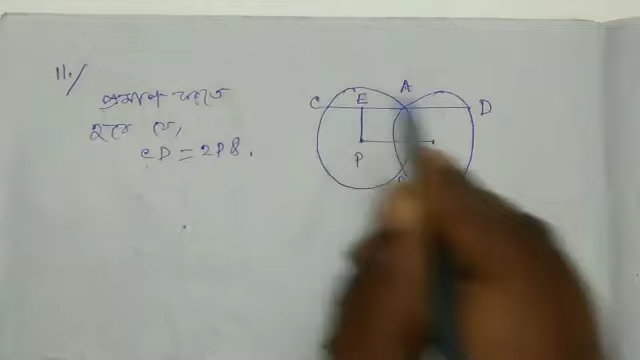 11./
প্রমাণ করতে
হবে যে,
CD = 2PQ.
C E A D
P